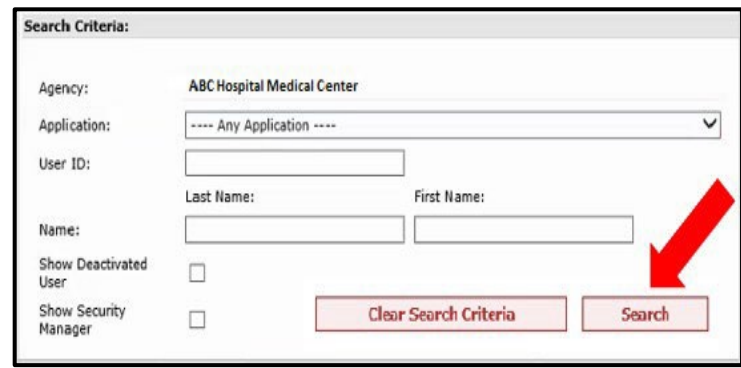 Search Criteria:
Agency: ABC Hospital Medical Center
Application: ---- Any Application ----
User ID:
Last Name: First Name:
Name:
Show Deactivated
User
Show Security
Manager
Clear Search Criteria Search